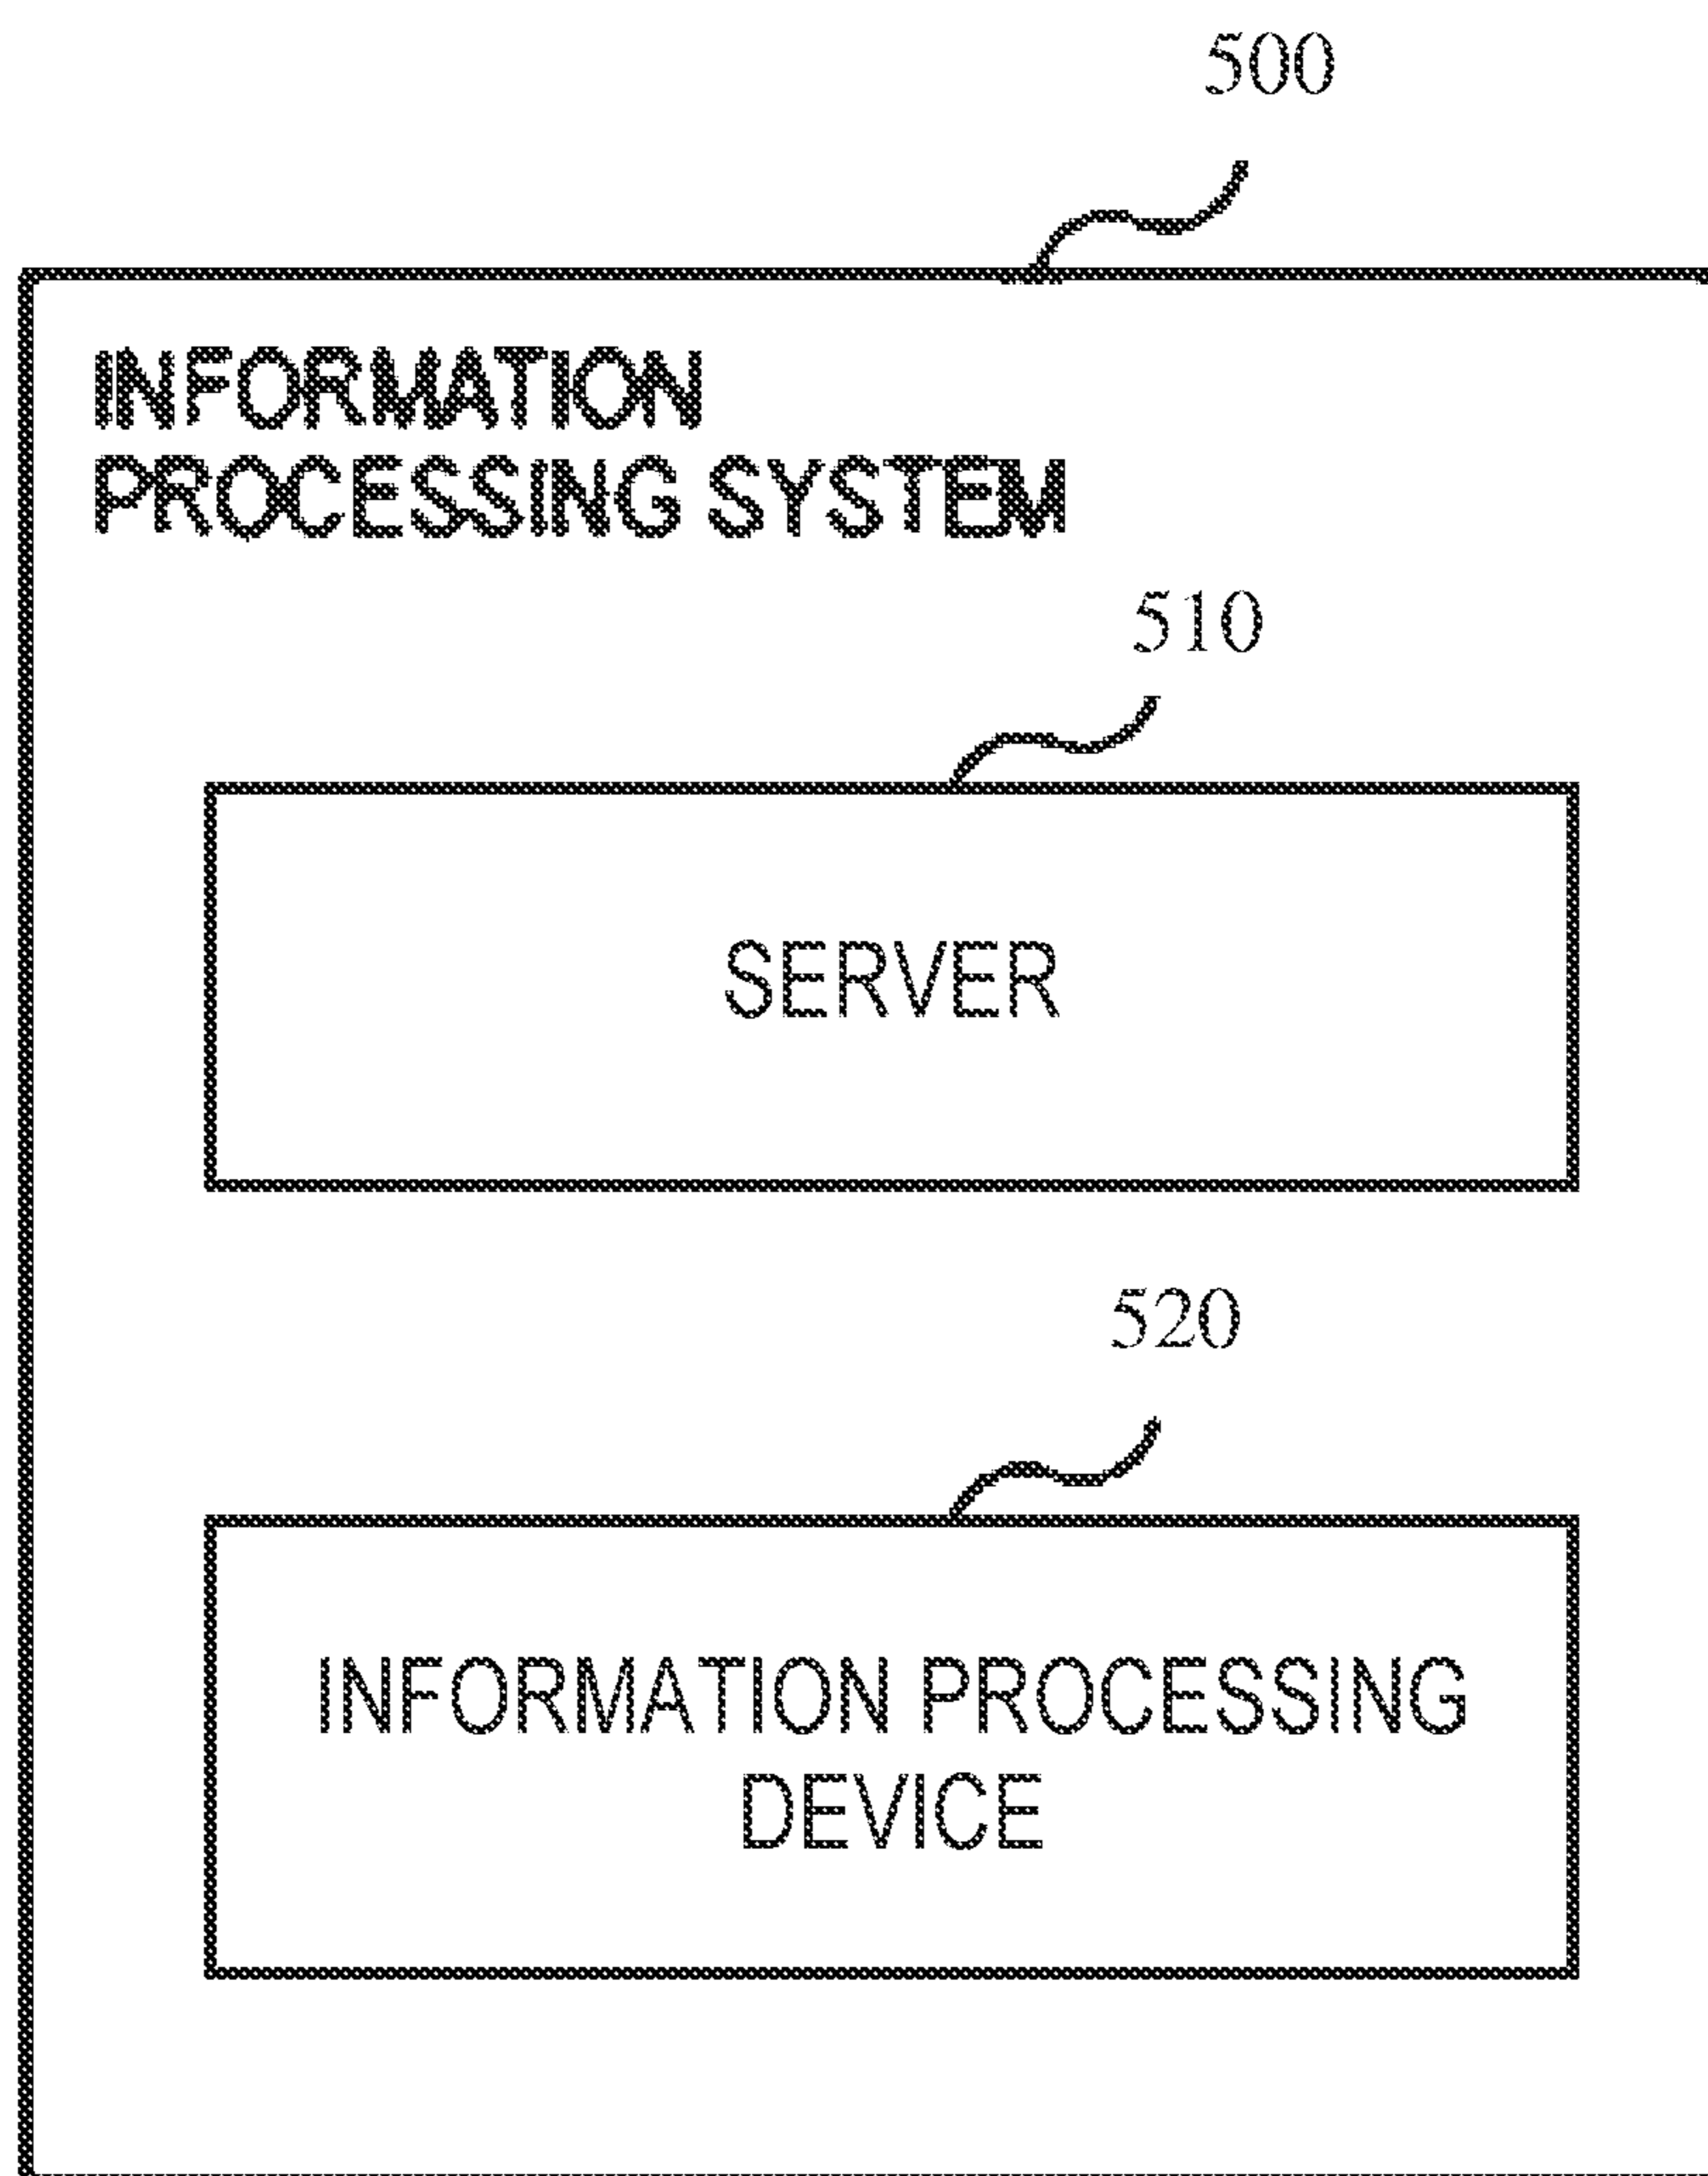 500
INFORMATION
PROCESSING SYSTEM
510
SERVER
520
INFORMATION PROCESSING
DEVICE